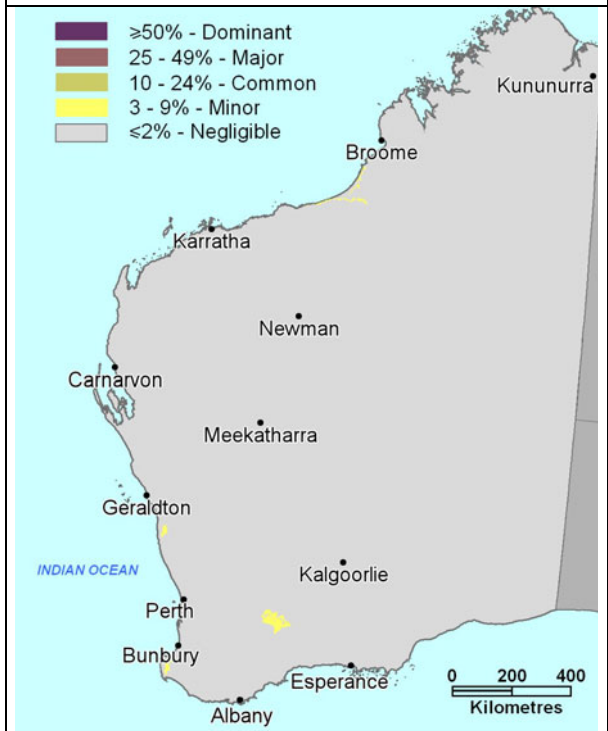 ≥50% - Dominant
25 - 49% - Major
10 - 24% - Common
3 - 9% - Minor
≤2% - Negligible
Kununurra
Broome
Karratha
Newman
Carnarvon
Meekatharra
Geraldton
INDIAN OCEAN
Kalgoorlie
Perth
Bunbury
Esperance
Albany
0 200 400
Kilometres